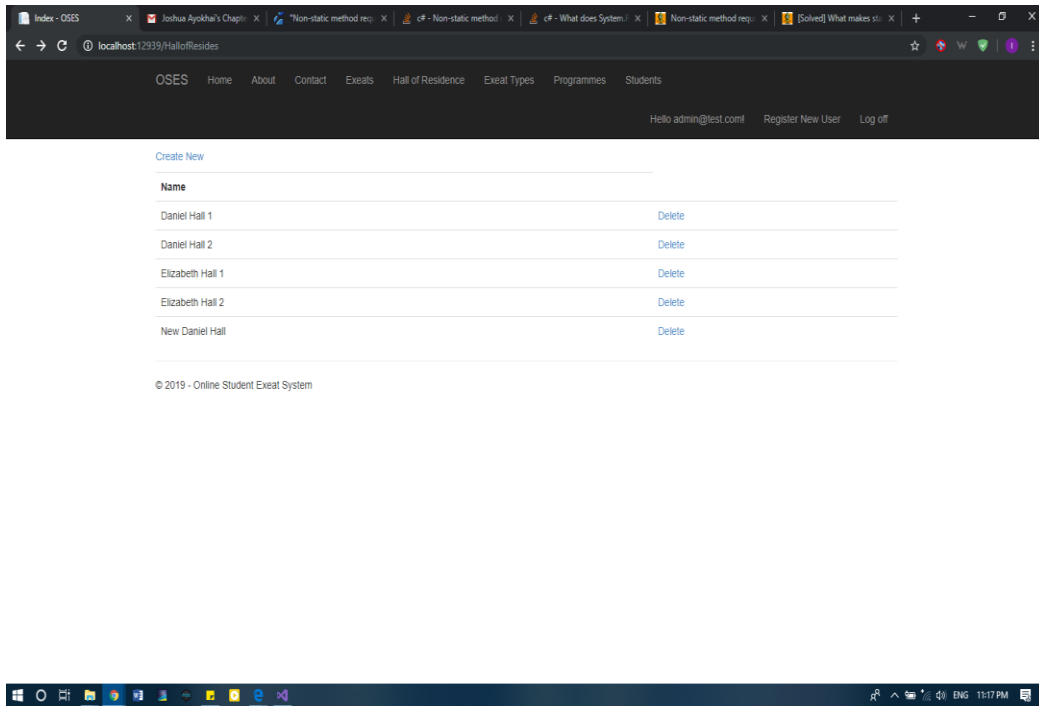 Index - OSES
Joshua Ayokhai's Chapte
"Non-static method requ
c# - Non-static method
c# - What does System.
Non-static method requ
[Solved] What makes sta
localhost:12939/HallofResides
OSES Home About Contact Exeats Hall of Residence Exeat Types Programmes Students
Hello admin@test.com! Register New User Log off
Create New
Name
Daniel Hall 1 Delete
Daniel Hall 2 Delete
Elizabeth Hall 1 Delete
Elizabeth Hall 2 Delete
New Daniel Hall Delete
© 2019 - Online Student Exeat System
ENG 11:17 PM